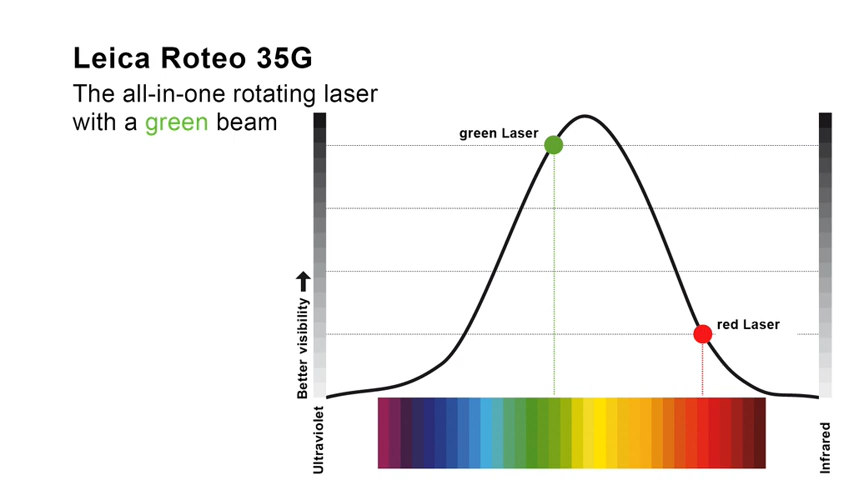 Leica Roteo 35G
The all-in-one rotating laser
with a green beam
green Laser
red Laser
Better visibility
Ultraviolet
Infrared